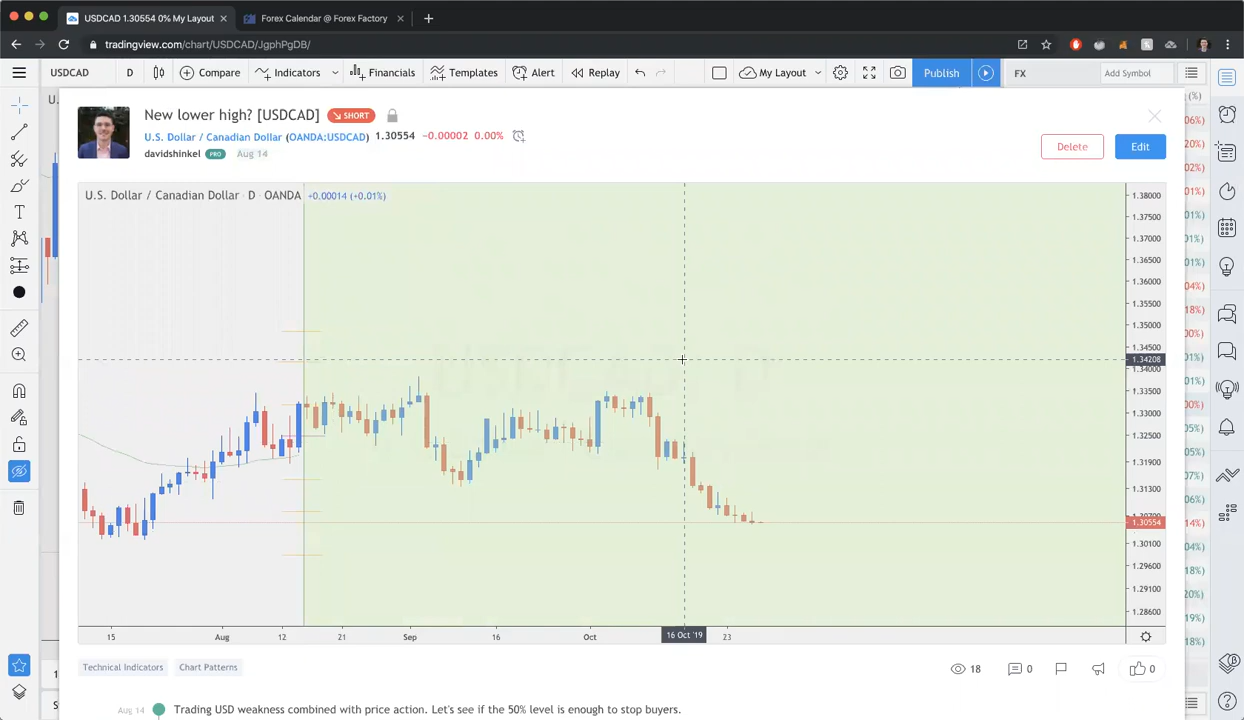 USDCAD 1.30554 0% My Layout
Forex Calendar @ Forex Factory
tradingview.com/chart/USDCAD/JgphPgDB/
USDCAD D Compare Indicators Financials Templates Alert Replay My Layout Publish FX Add Symbol
New lower high? [USDCAD] SHORT
U.S. Dollar / Canadian Dollar (OANDA:USDCAD) 1.30554 −0.00002 0.00%
davidshinkel PRO Aug 14
Delete Edit
U.S. Dollar / Canadian Dollar · D · OANDA +0.00014 (+0.01%)
1.38000
1.37500
1.37000
1.36500
1.36000
1.35500
1.35000
1.34500
1.34208
1.34000
1.33500
1.33000
1.32500
1.31900
1.31300
1.30554
1.30100
1.29600
1.29100
1.28600
15 Aug 12 21 Sep 16 Oct 16 Oct '19 23
Technical Indicators Chart Patterns
18 0 0
Aug 14 Trading USD weakness combined with price action. Let's see if the 50% level is enough to stop buyers.